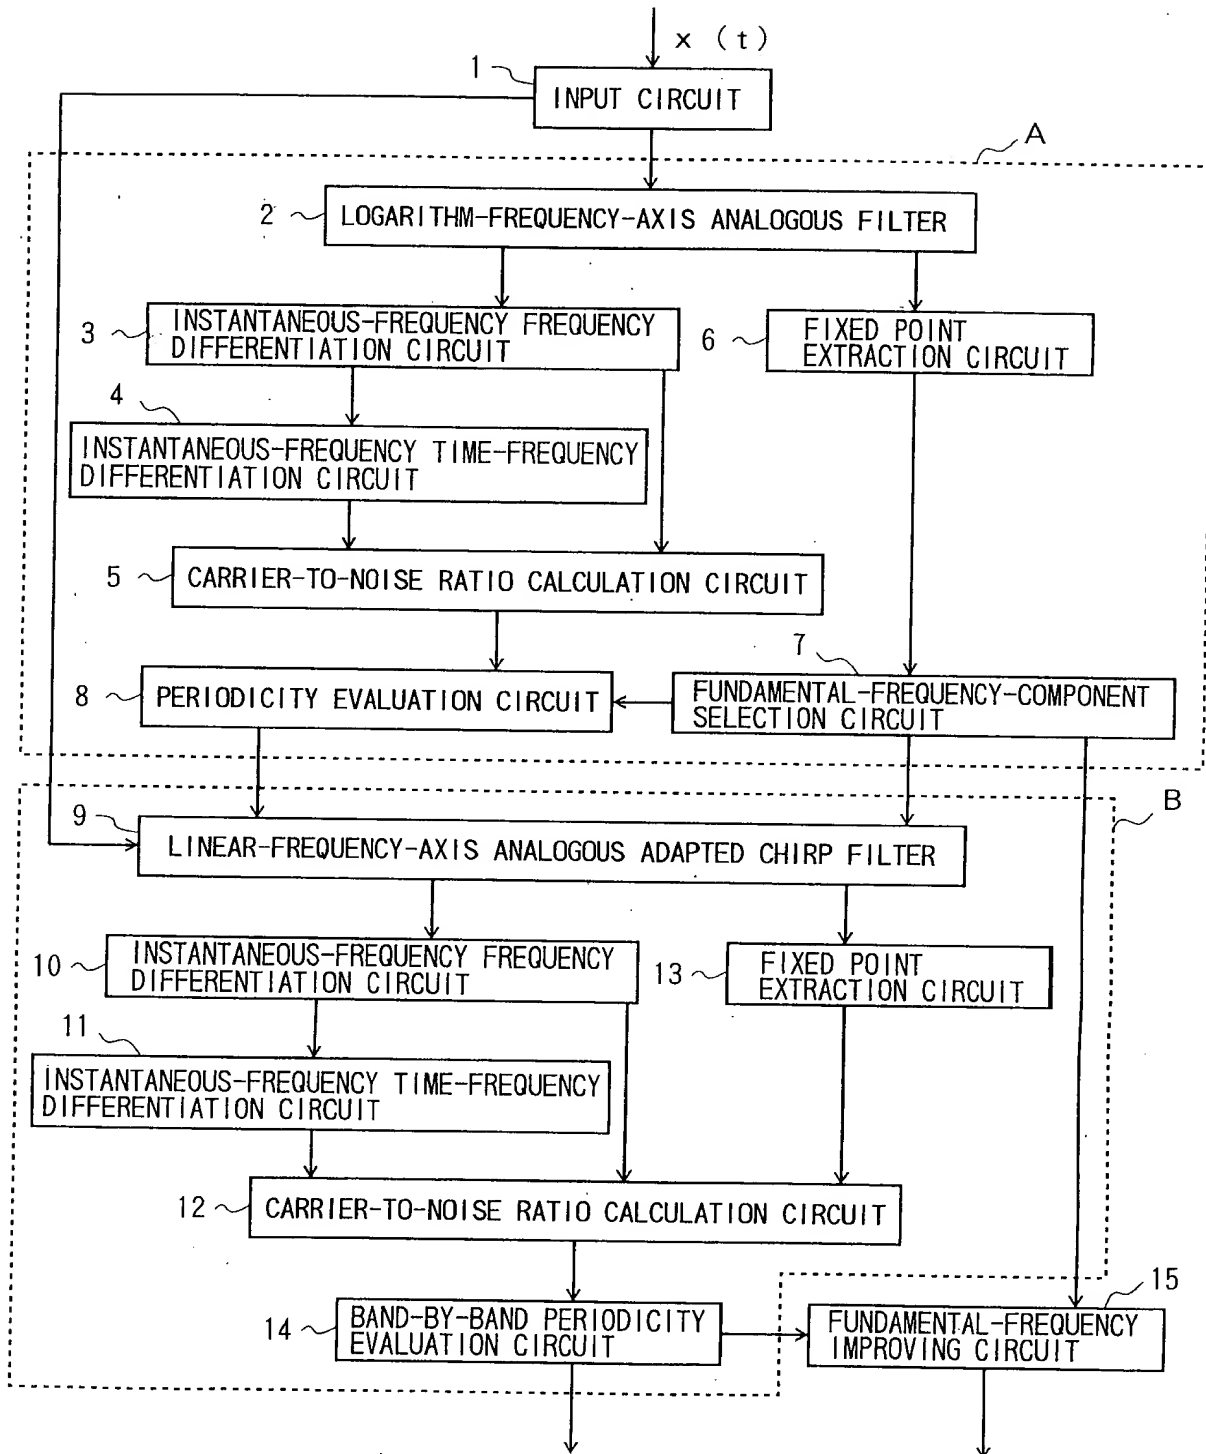 x (t)
1
INPUT CIRCUIT
A
2
LOGARITHM-FREQUENCY-AXIS ANALOGOUS FILTER
3
INSTANTANEOUS-FREQUENCY FREQUENCY
DIFFERENTIATION CIRCUIT
6
FIXED POINT
EXTRACTION CIRCUIT
4
INSTANTANEOUS-FREQUENCY TIME-FREQUENCY
DIFFERENTIATION CIRCUIT
5
CARRIER-TO-NOISE RATIO CALCULATION CIRCUIT
7
8
PERIODICITY EVALUATION CIRCUIT
FUNDAMENTAL-FREQUENCY-COMPONENT
SELECTION CIRCUIT
B
9
LINEAR-FREQUENCY-AXIS ANALOGOUS ADAPTED CHIRP FILTER
10
INSTANTANEOUS-FREQUENCY FREQUENCY
DIFFERENTIATION CIRCUIT
13
FIXED POINT
EXTRACTION CIRCUIT
11
INSTANTANEOUS-FREQUENCY TIME-FREQUENCY
DIFFERENTIATION CIRCUIT
12
CARRIER-TO-NOISE RATIO CALCULATION CIRCUIT
14
BAND-BY-BAND PERIODICITY
EVALUATION CIRCUIT
15
FUNDAMENTAL-FREQUENCY
IMPROVING CIRCUIT